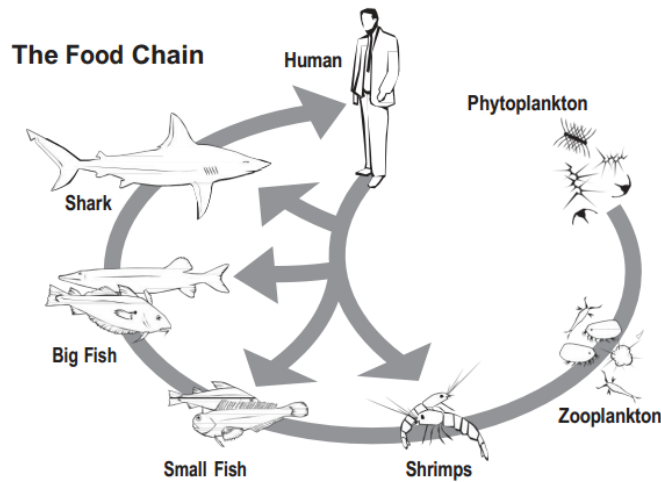 The Food Chain
Human
Phytoplankton
Shark
Big Fish
Zooplankton
Small Fish
Shrimps